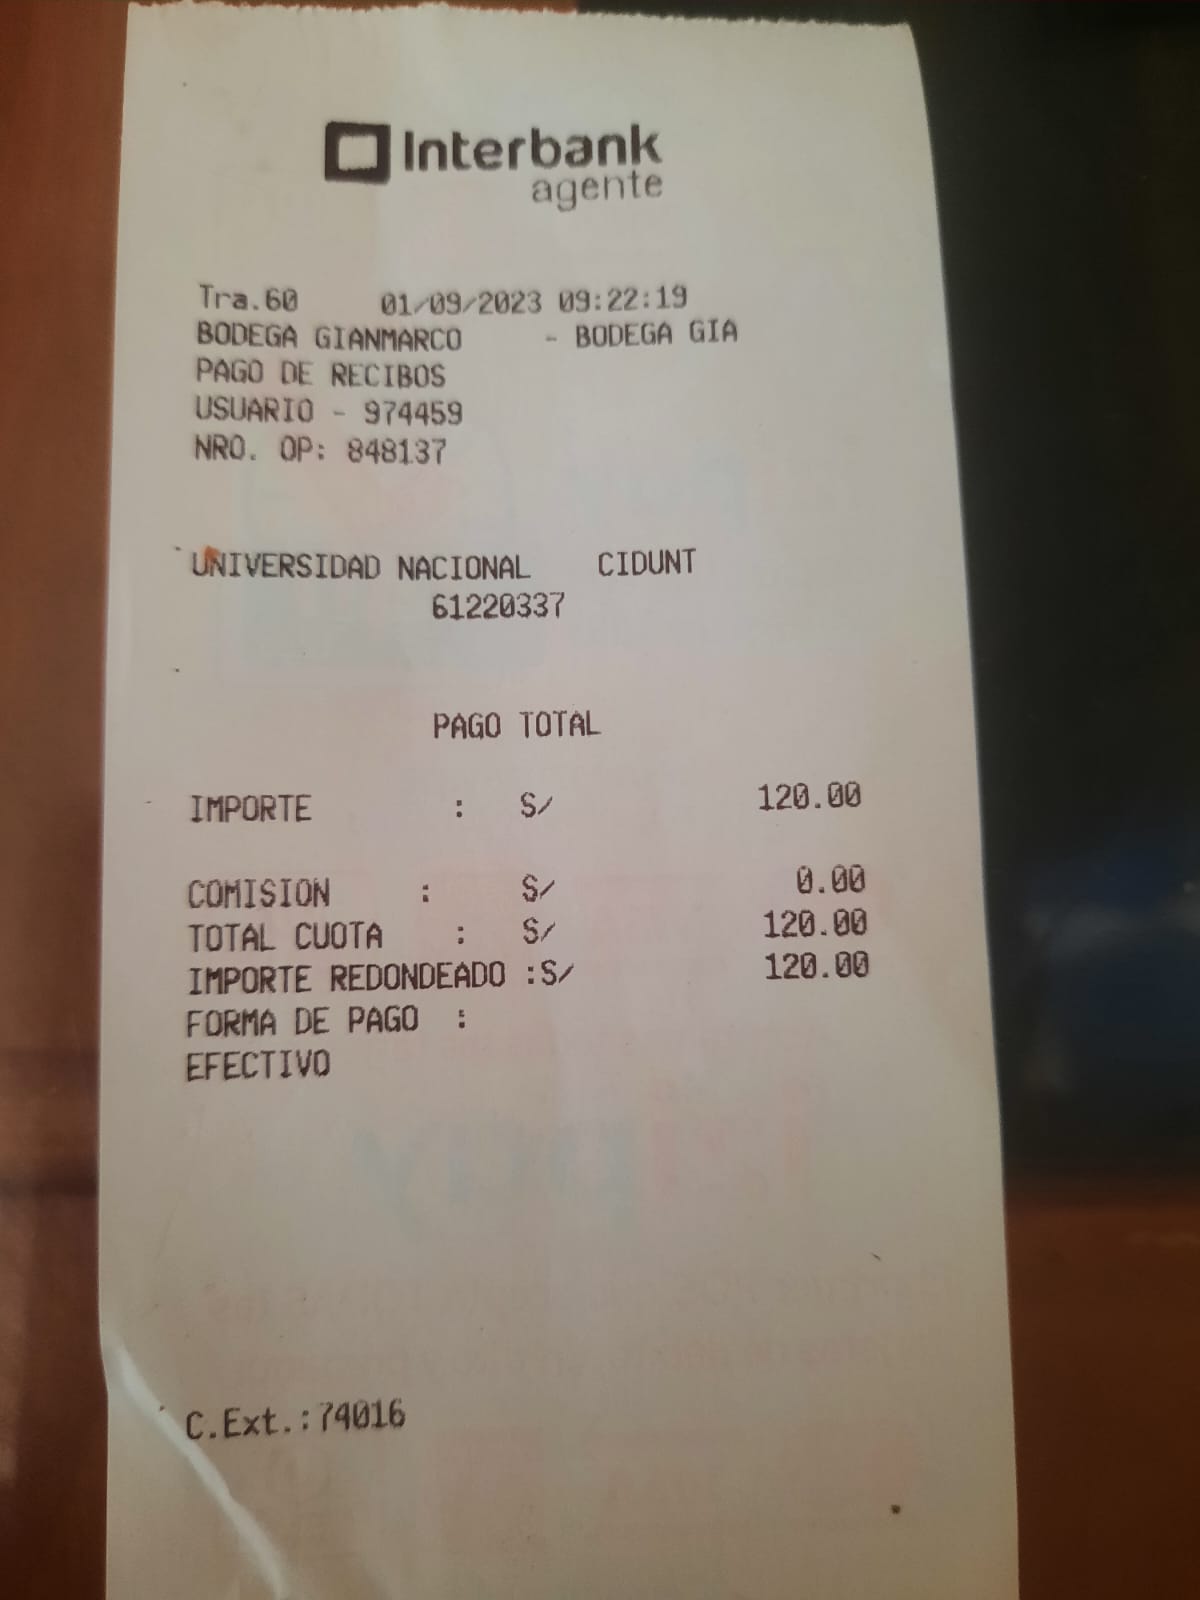 Interbank
agente
Tra.60 01/09/2023 09:22:19
BODEGA GIANMARCO - BODEGA GIA
PAGO DE RECIBOS
USUARIO - 974459
NRO. OP: 848137
UNIVERSIDAD NACIONAL CIDUNT
61220337
PAGO TOTAL
IMPORTE : S/ 120.00
COMISION : S/ 0.00
TOTAL CUOTA : S/ 120.00
IMPORTE REDONDEADO :S/ 120.00
FORMA DE PAGO :
EFECTIVO
C.Ext.:74016